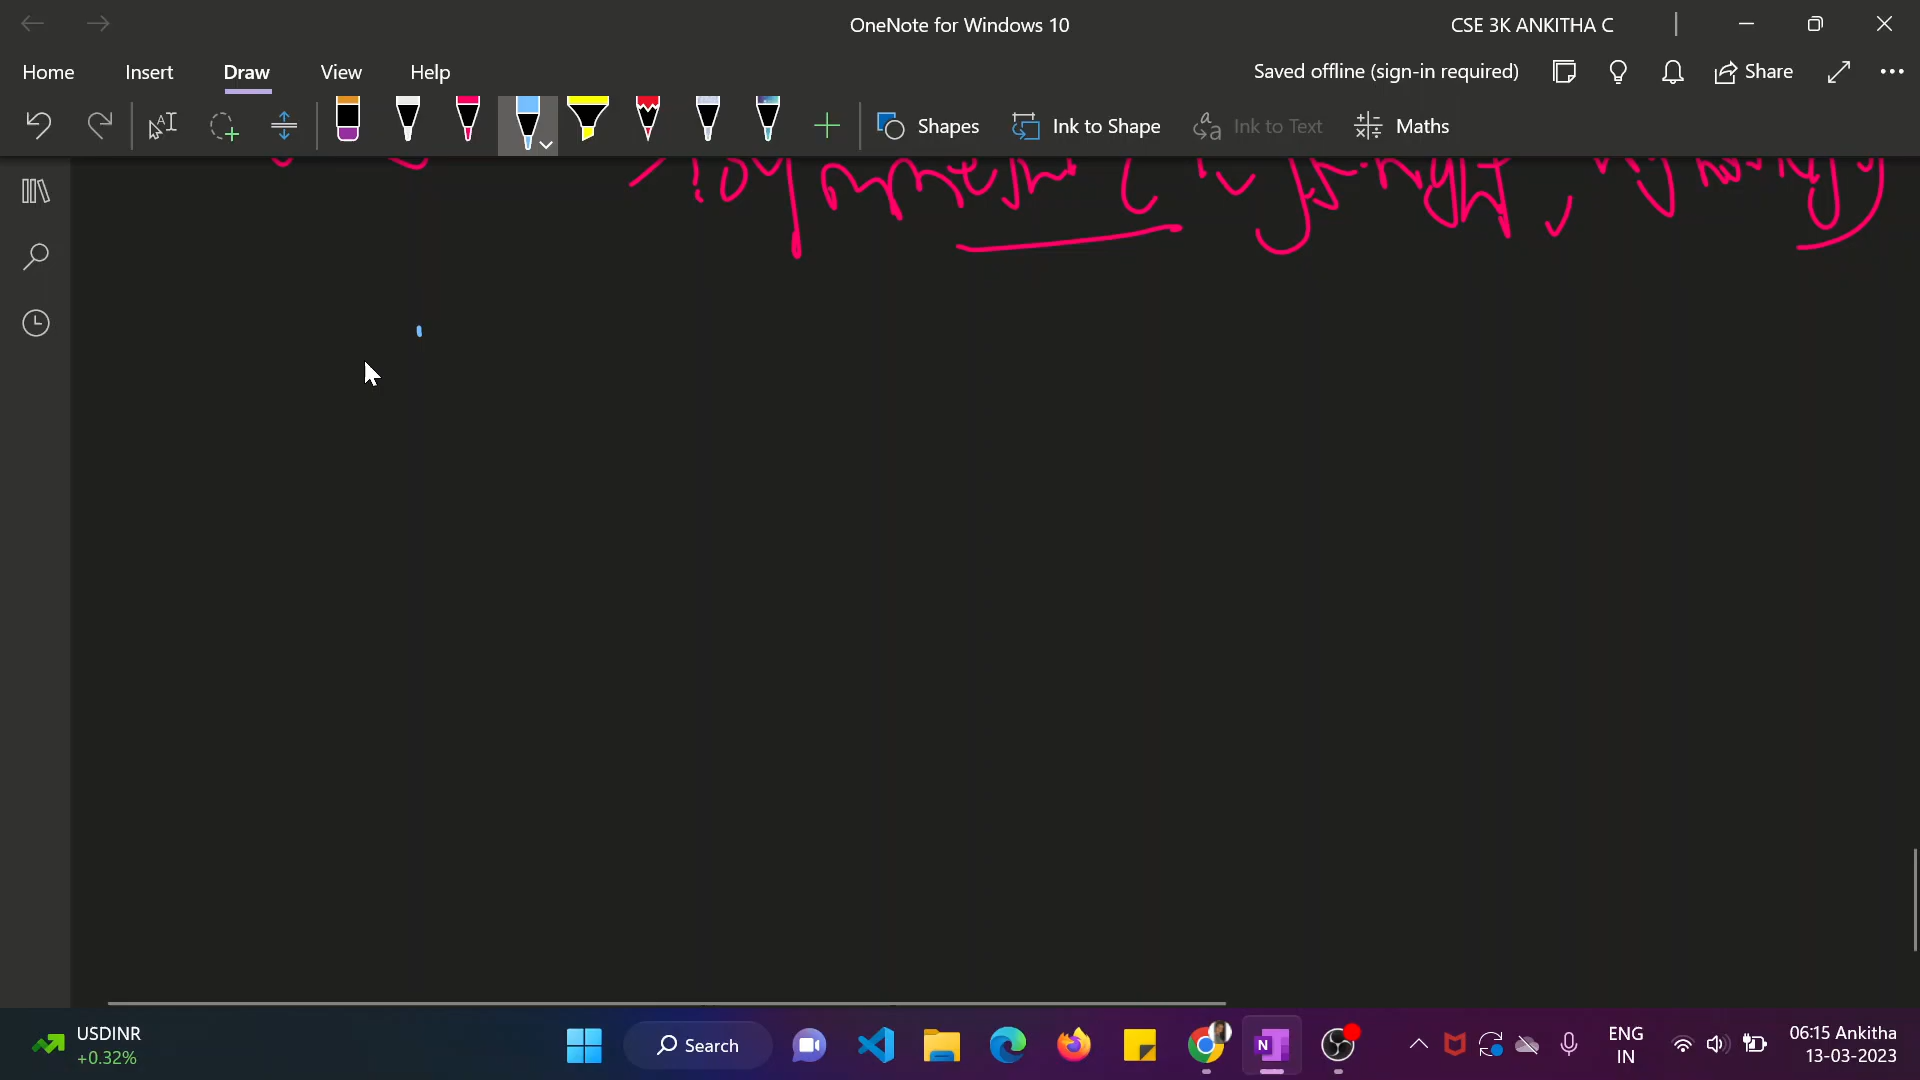 OneNote for Windows 10
CSE 3K ANKITHA C
Home Insert Draw View Help
Saved offline (sign-in required) Share
Shapes Ink to Shape Ink to Text Maths
USDINR
+0.32%
Search
ENG
IN
06:15 Ankitha
13-03-2023